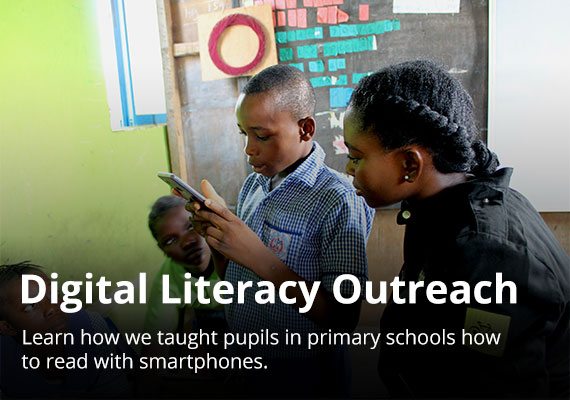 Digital Literacy Outreach
Learn how we taught pupils in primary schools how
to read with smartphones.